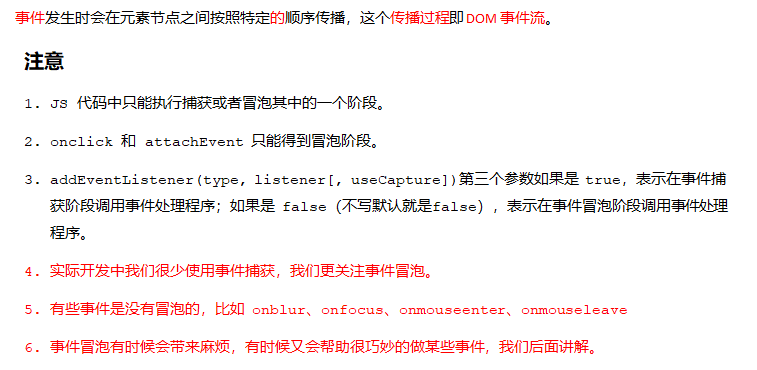 事件发生时会在元素节点之间按照特定的顺序传播，这个传播过程即 DOM 事件流。
注意
1. JS 代码中只能执行捕获或者冒泡其中的一个阶段。
2. onclick 和 attachEvent 只能得到冒泡阶段。
3. addEventListener(type, listener[, useCapture])第三个参数如果是 true，表示在事件捕
获阶段调用事件处理程序；如果是 false（不写默认就是false），表示在事件冒泡阶段调用事件处理
程序。
4. 实际开发中我们很少使用事件捕获，我们更关注事件冒泡。
5. 有些事件是没有冒泡的，比如 onblur、onfocus、onmouseenter、onmouseleave
6. 事件冒泡有时候会带来麻烦，有时候又会帮助很巧妙的做某些事件，我们后面讲解。